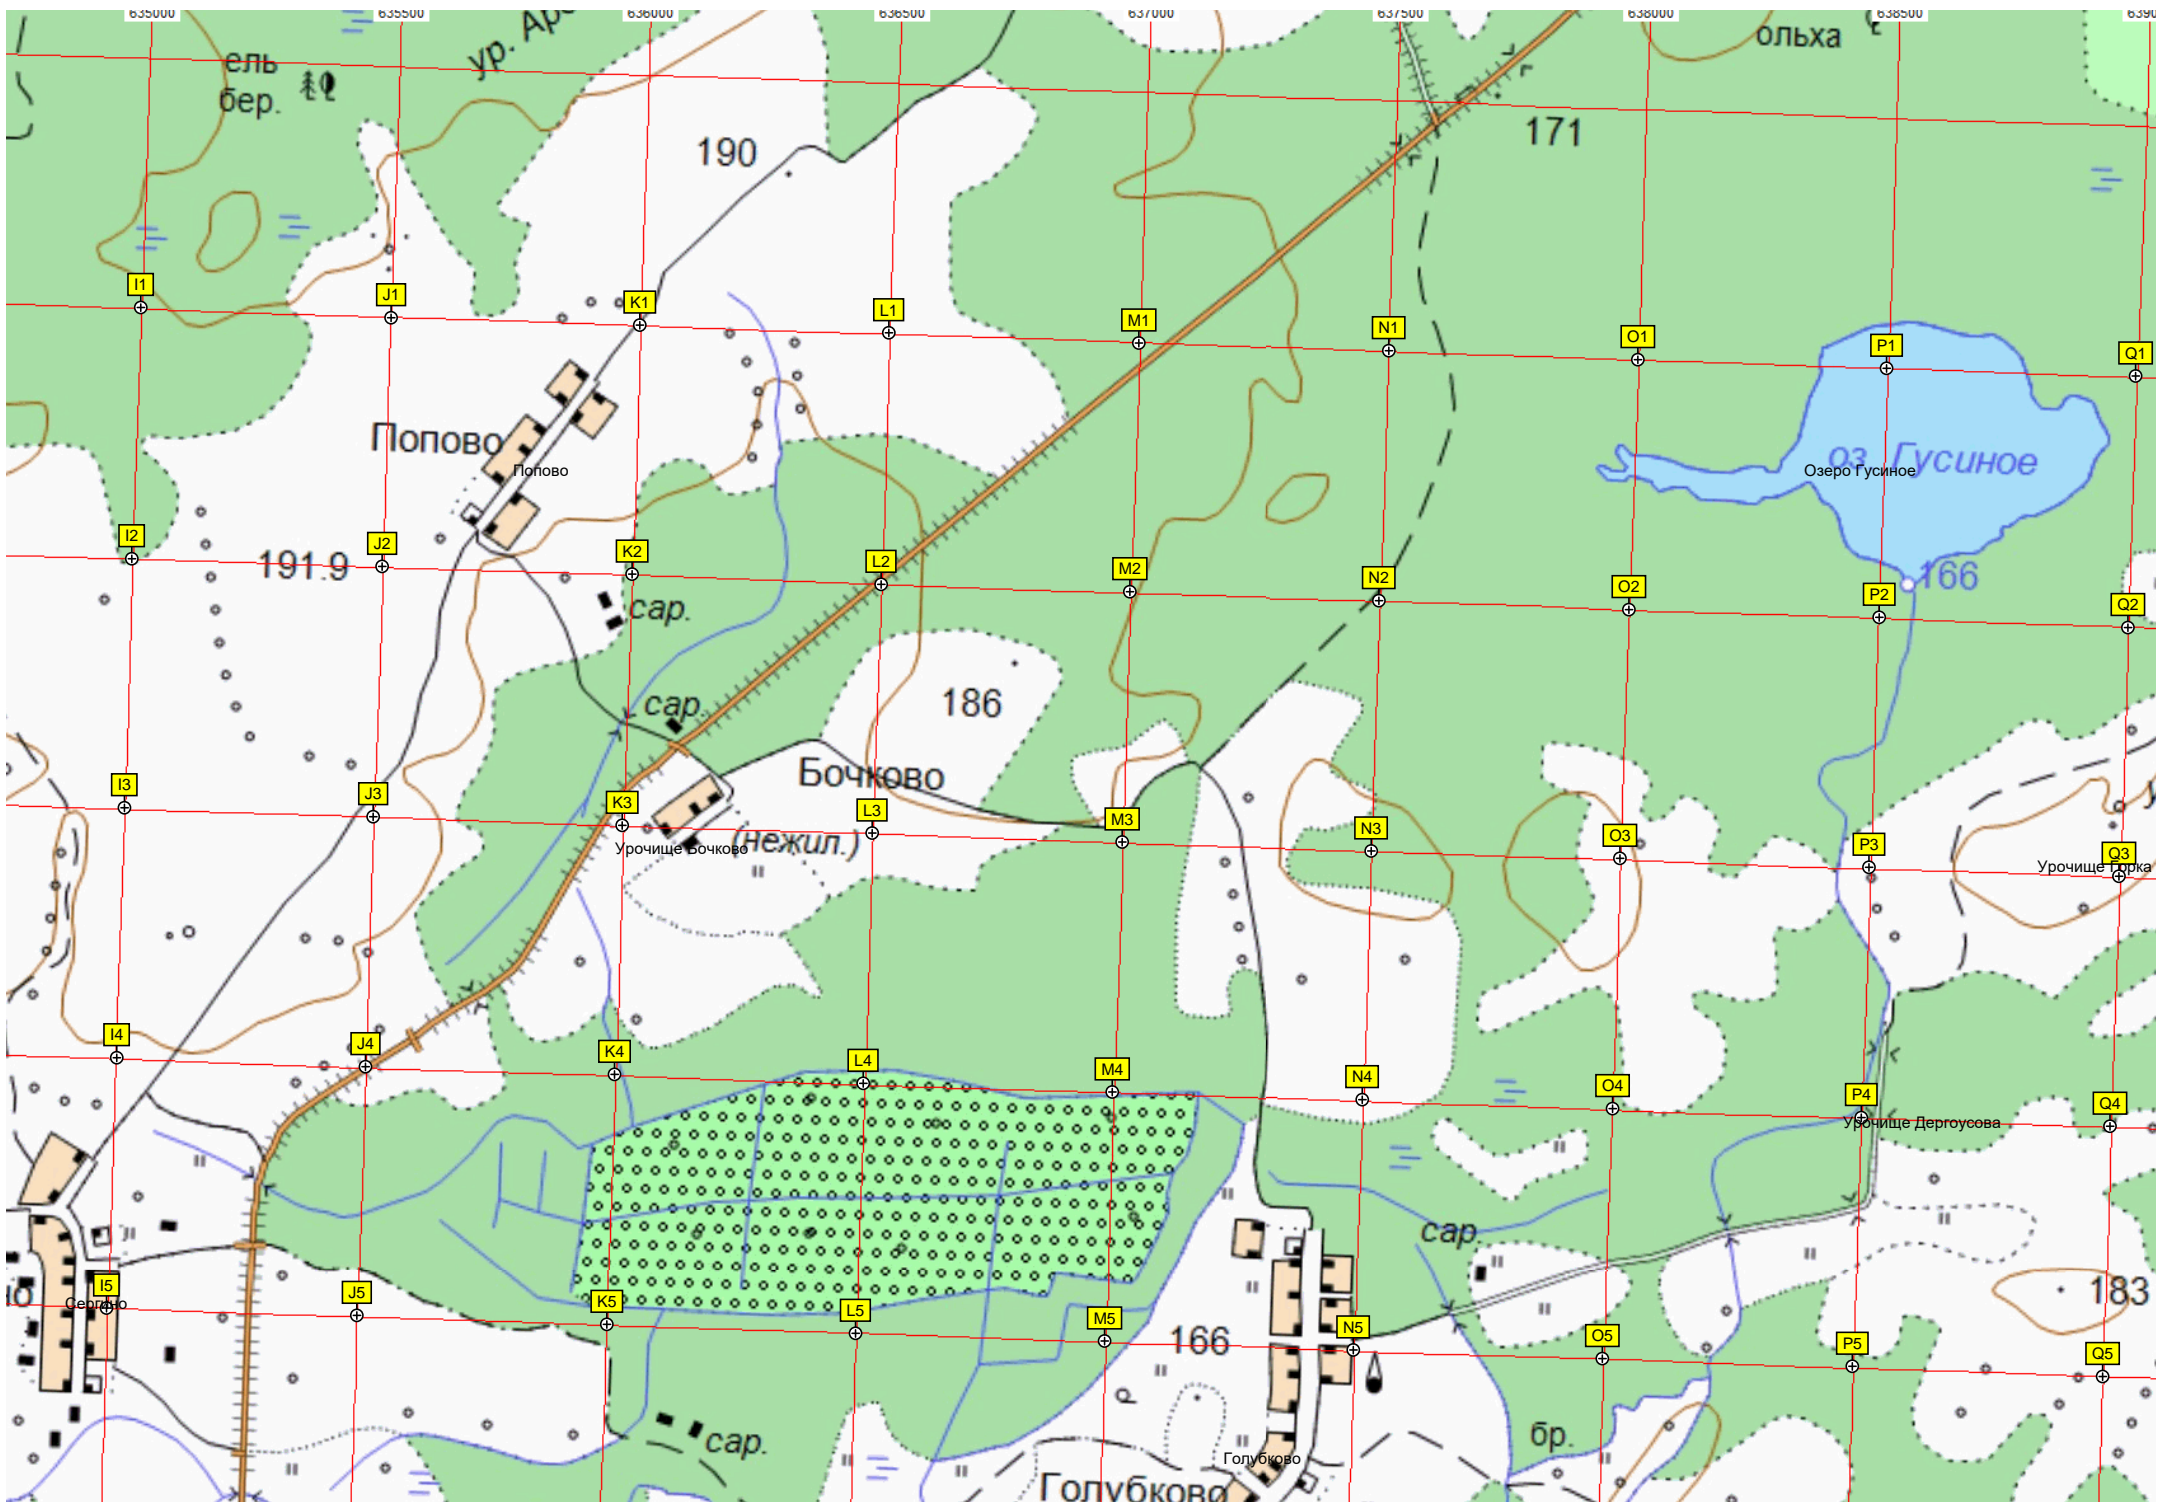 635000 635500 636000 636500 637000 637500 638000 638500
ель
бер.
ур.
ольха
190
171
I1 J1 K1 L1 M1 N1 O1 P1 Q1
Попово
Попово
оз. Гусиное
Озеро Гусиное
I2 J2 K2 L2 M2 N2 O2 P2 Q2
191.9
166
сар.
сар.
186
Бочково
(нежил.)
Урочище Бочково
I3 J3 K3 L3 M3 N3 O3 P3 Q3
Урочище Горка
I4 J4 K4 L4 M4 N4 O4 P4 Q4
Урочище Дергоусова
сар.
183
Сергино
I5 J5 K5 L5 M5 N5 O5 P5 Q5
166
р
бр.
сар.
Голубково
Голубково